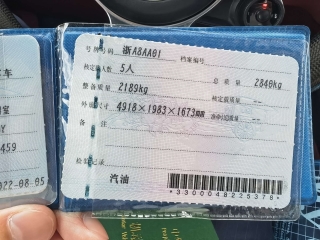 号牌号码 浙A8AA01 档案编号
核定载人数 5人 总质量 2840kg
整备质量 2189kg 核定载质量 --
外廓尺寸 4918×1983×1673mm 准牵引总质量 --
备注
检验记录
汽油
*3300048225378*
459
2022-08-05